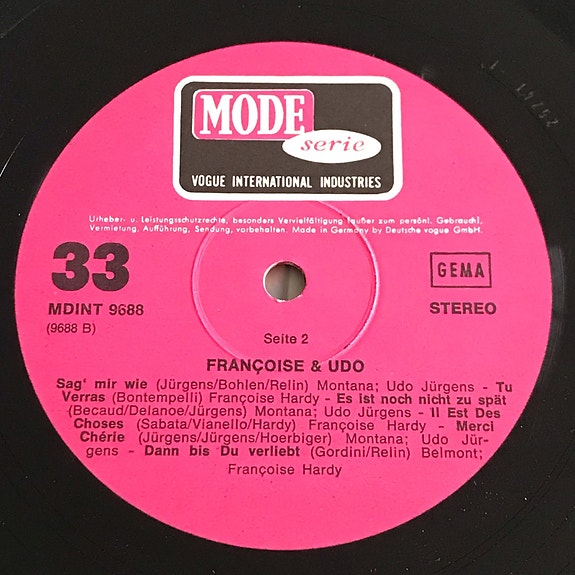 MODE
serie
VOGUE INTERNATIONAL INDUSTRIES
Urheber- u. Leistungsschutzrechte, besonders Vervielfältigung (außer zum persönl. Gebrauch),
Vermietung, Aufführung, Sendung, vorbehalten. Made in Germany by Deutsche vogue GmbH.
33
MDINT 9688
(9688 B)
GEMA
STEREO
Seite 2
FRANÇOISE & UDO
Sag' mir wie (Jürgens/Bohlen/Relin) Montana; Udo Jürgens - Tu
Verras (Bontempelli) Françoise Hardy - Es ist noch nicht zu spät
(Becaud/Delanoe/Jürgens) Montana; Udo Jürgens - Il Est Des
Choses (Sabata/Vianello/Hardy) Françoise Hardy - Merci
Chérie (Jürgens/Jürgens/Hoerbiger) Montana; Udo Jür-
gens - Dann bis Du verliebt (Gordini/Relin) Belmont;
Françoise Hardy